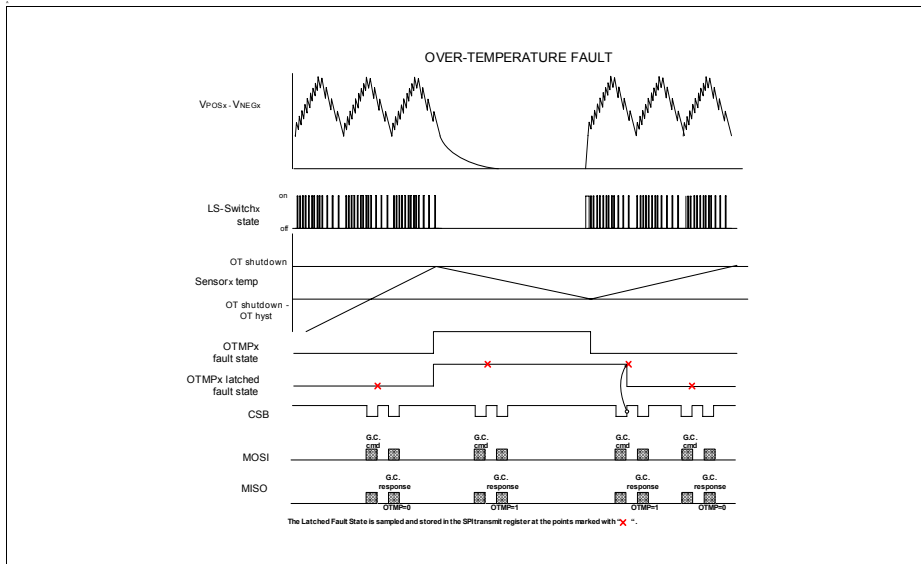 OVER-TEMPERATURE FAULT
VPOSx - VNEGx
on
LS-Switchx
state
off
OT shutdown
Sensorx temp
OT shutdown -
OT hyst
OTMPx
fault state
OTMPx latched
fault state
CSB
G.C.
cmd
G.C.
cmd
G.C.
cmd
G.C.
cmd
MOSI
MISO
G.C.
response
G.C.
response
G.C.
response
G.C.
response
OTMP=0
OTMP=1
OTMP=1
OTMP=0
The Latched Fault State is sampled and stored in the SPI transmit register at the points marked with "X ".